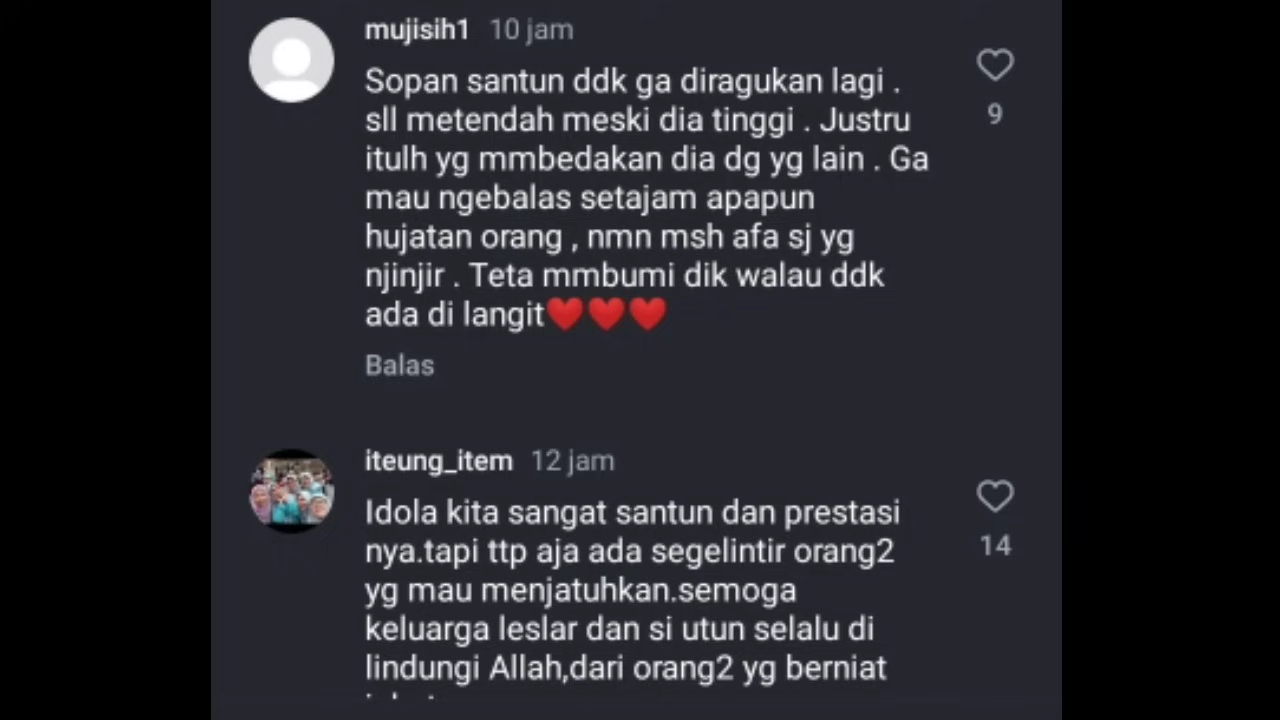 mujisih1 10 jam
Sopan santun ddk ga diragukan lagi .
sll metendah meski dia tinggi . Justru
itulh yg mmbedakan dia dg yg lain . Ga
mau ngebalas setajam apapun
hujatan orang , nmn msh afa sj yg
njinjir . Teta mmbumi dik walau ddk
ada di langit❤️❤️❤️
9
Balas
iteung_item 12 jam
Idola kita sangat santun dan prestasi
nya.tapi ttp aja ada segelintir orang2
yg mau menjatuhkan.semoga
keluarga leslar dan si utun selalu di
lindungi Allah,dari orang2 yg berniat
14